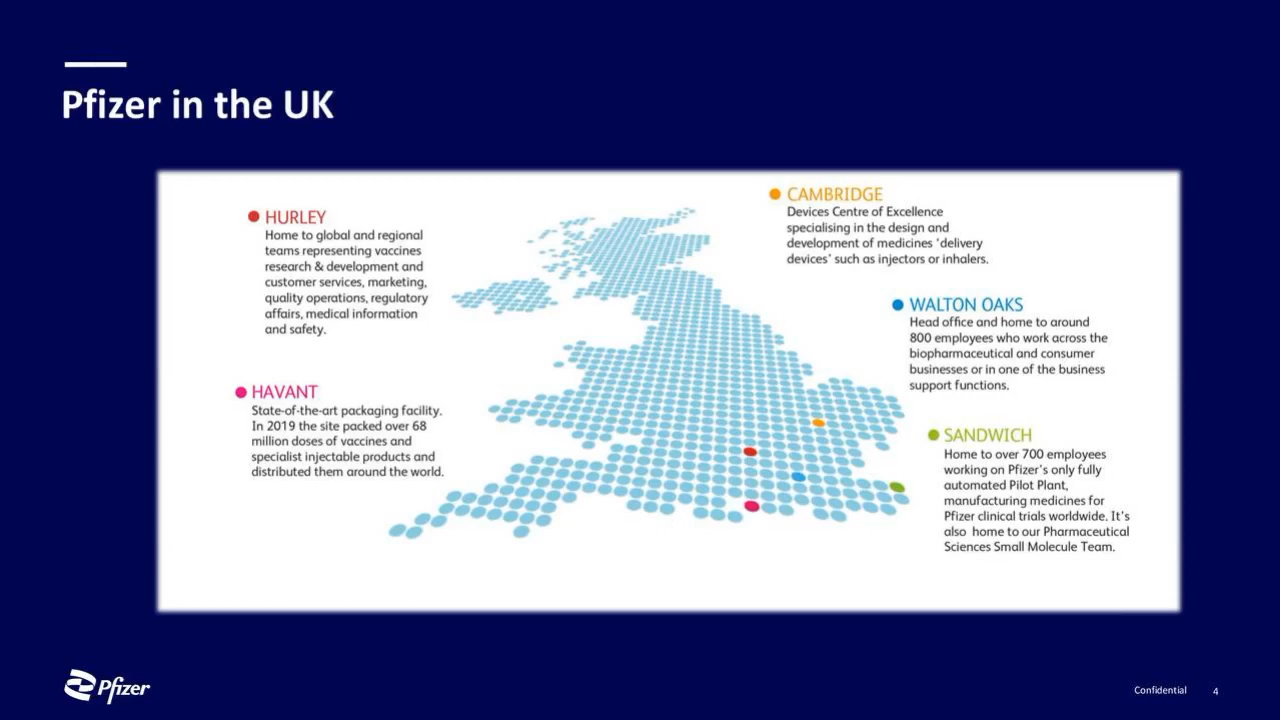 Pfizer in the UK
HURLEY
Home to global and regional
teams representing vaccines
research & development and
customer services, marketing,
quality operations, regulatory
affairs, medical information
and safety.
HAVANT
State-of-the-art packaging facility.
In 2019 the site packed over 68
million doses of vaccines and
specialist injectable products and
distributed them around the world.
CAMBRIDGE
Devices Centre of Excellence
specialising in the design and
development of medicines ‘delivery
devices’ such as injectors or inhalers.
WALTON OAKS
Head office and home to around
800 employees who work across the
biopharmaceutical and consumer
businesses or in one of the business
support functions.
SANDWICH
Home to over 700 employees
working on Pfizer’s only fully
automated Pilot Plant,
manufacturing medicines for
Pfizer clinical trials worldwide. It’s
also home to our Pharmaceutical
Sciences Small Molecule Team.
Pfizer
Confidential 4